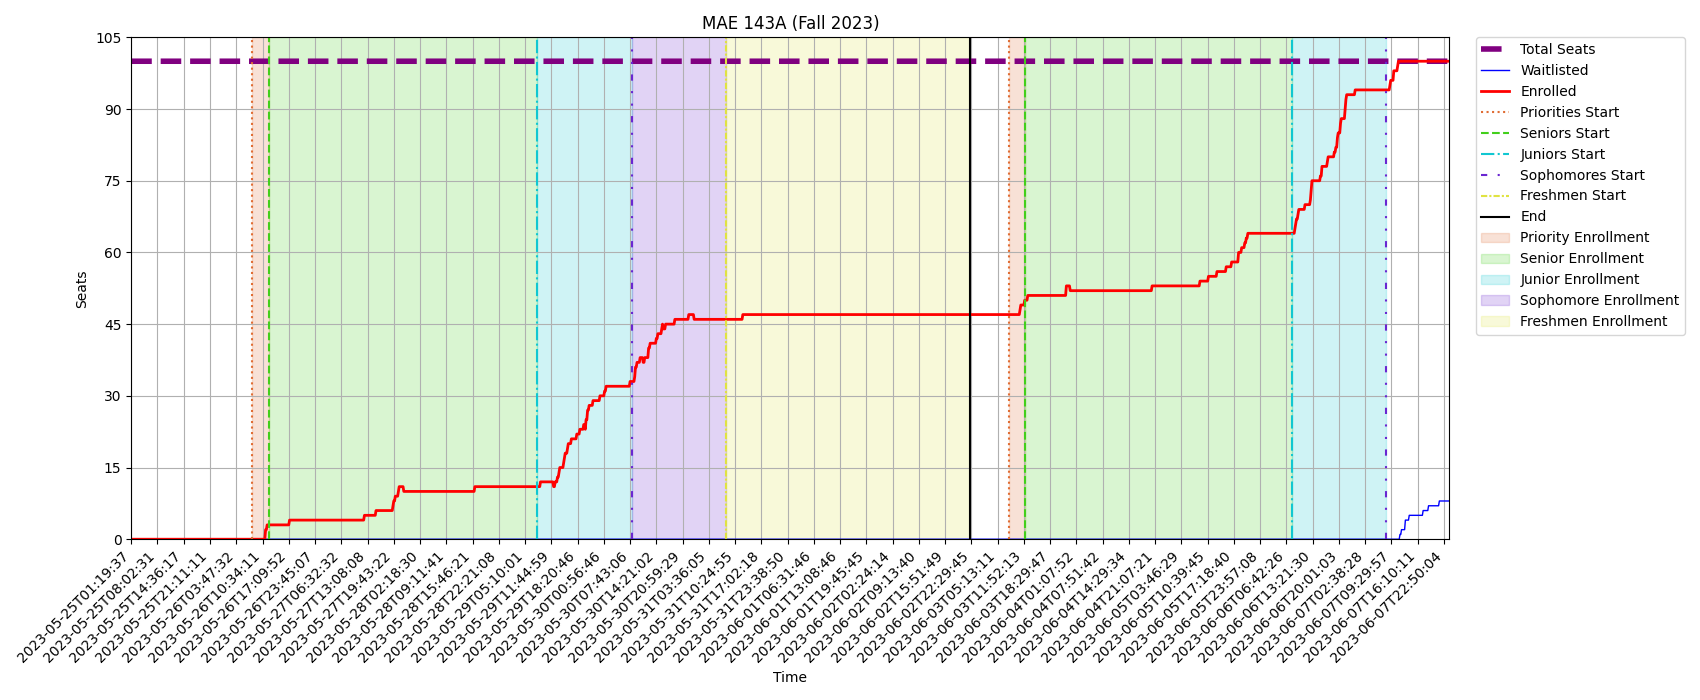 MAE 143A (Fall 2023)
105
90
75
60
45
30
15
0
Seats
2023-05-25T01:19:37
2023-05-25T08:02:31
2023-05-25T14:36:17
2023-05-25T21:11:11
2023-05-26T03:47:32
2023-05-26T10:34:11
2023-05-26T17:09:52
2023-05-26T23:45:07
2023-05-27T06:32:32
2023-05-27T13:08:08
2023-05-27T19:43:22
2023-05-28T02:18:30
2023-05-28T09:11:41
2023-05-28T15:46:21
2023-05-28T22:21:08
2023-05-29T05:10:01
2023-05-29T11:44:59
2023-05-29T18:20:46
2023-05-30T00:56:46
2023-05-30T07:43:06
2023-05-30T14:21:02
2023-05-30T20:59:29
2023-05-31T03:36:05
2023-05-31T10:24:55
2023-05-31T17:02:18
2023-05-31T23:38:50
2023-06-01T06:31:46
2023-06-01T13:08:46
2023-06-01T19:45:45
2023-06-02T02:24:14
2023-06-02T09:13:40
2023-06-02T15:51:49
2023-06-02T22:29:45
2023-06-03T05:13:11
2023-06-03T11:52:13
2023-06-03T18:29:47
2023-06-04T01:07:52
2023-06-04T07:51:42
2023-06-04T14:29:34
2023-06-04T21:07:21
2023-06-05T03:46:29
2023-06-05T10:39:45
2023-06-05T17:18:40
2023-06-05T23:57:08
2023-06-06T06:42:26
2023-06-06T13:21:30
2023-06-06T20:01:03
2023-06-07T02:38:28
2023-06-07T09:29:57
2023-06-07T16:10:11
2023-06-07T22:50:04
Time
Total Seats
Waitlisted
Enrolled
Priorities Start
Seniors Start
Juniors Start
Sophomores Start
Freshmen Start
End
Priority Enrollment
Senior Enrollment
Junior Enrollment
Sophomore Enrollment
Freshmen Enrollment